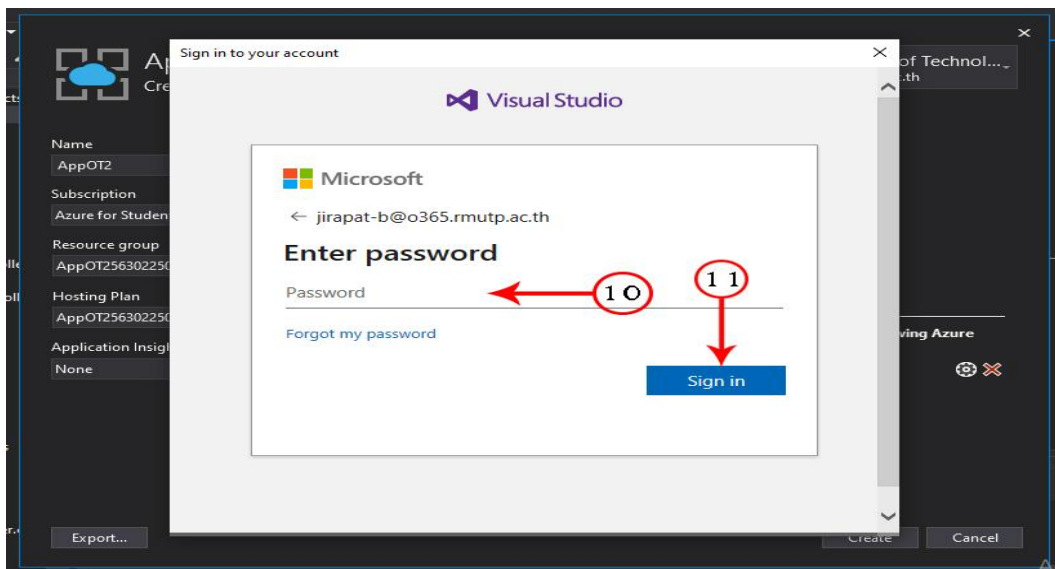 Sign in to your account
of Technol...
.th
Cre
Visual Studio
Name
AppOT2
Microsoft
Subscription
Azure for Studen
← jirapat-b@o365.rmutp.ac.th
Resource group
AppOT256302250
Enter password
Password
10
11
Hosting Plan
AppOT256302250
Forgot my password
ving Azure
Application Insigh
None
Sign in
Export...
Create
Cancel